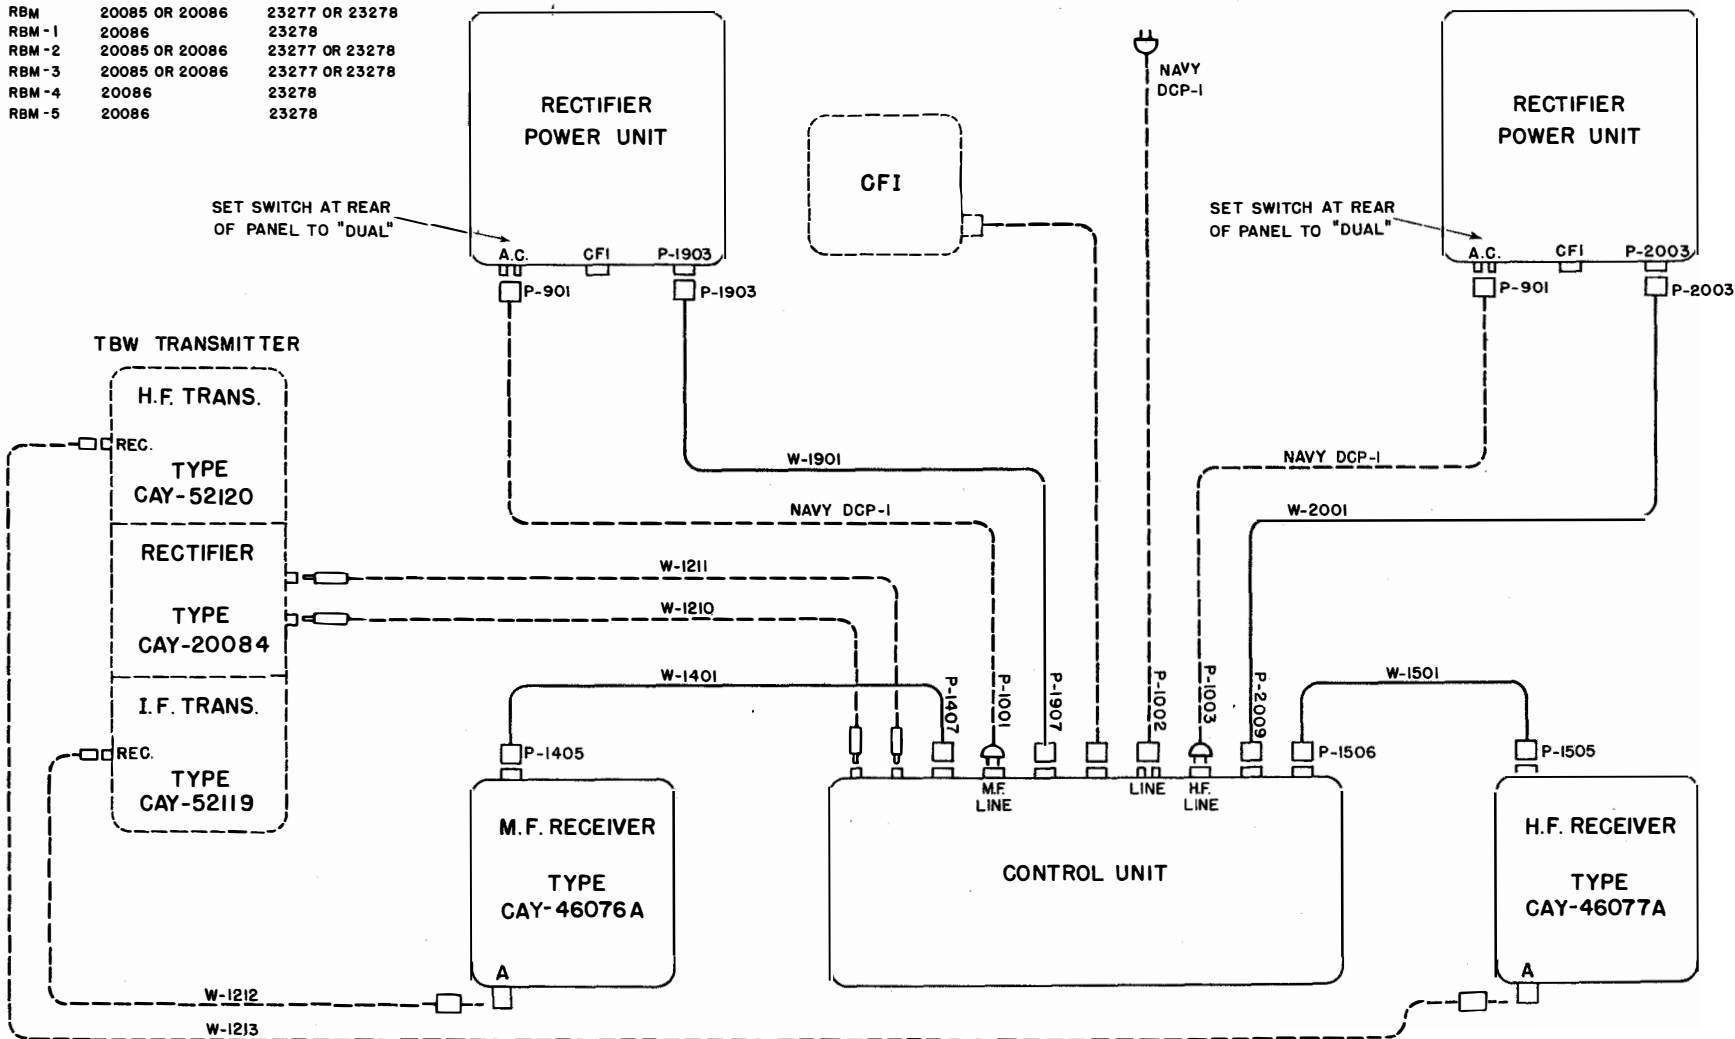 RBM 20085 OR 20086 23277 OR 23278
RBM-1 20086 23278
RBM-2 20085 OR 20086 23277 OR 23278
RBM-3 20085 OR 20086 23277 OR 23278
RBM-4 20086 23278
RBM-5 20086 23278
RECTIFIER
POWER UNIT
SET SWITCH AT REAR
OF PANEL TO "DUAL"
A.C. CFI P-1903
P-901 P-1903
CFI
NAVY
DCP-1
RECTIFIER
POWER UNIT
SET SWITCH AT REAR
OF PANEL TO "DUAL"
A.C. CFI P-2003
P-901 P-2003
TBW TRANSMITTER
H.F. TRANS.
REC.
TYPE
CAY-52120
RECTIFIER
TYPE
CAY-20084
I.F. TRANS.
REC.
TYPE
CAY-52119
W-1901
NAVY DCP-1
NAVY DCP-1
W-2001
W-1211
W-1210
W-1401
W-1501
P-1405
P-1407
P-1001
P-1907
P-1002
P-1003
P-2009
P-1506
P-1505
M.F.
LINE
LINE
H.F.
LINE
M.F. RECEIVER
TYPE
CAY-46076A
A
CONTROL UNIT
H.F. RECEIVER
TYPE
CAY-46077A
A
W-1212
W-1213